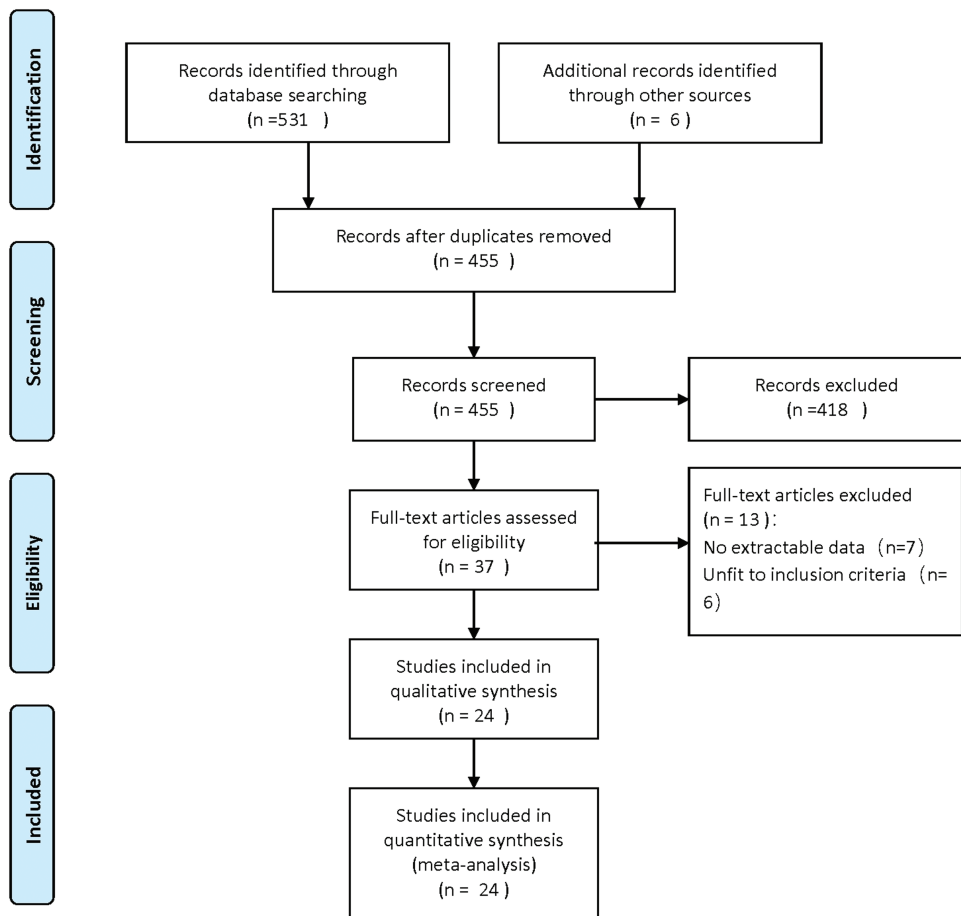 Identification
Records identified through
database searching
(n =531   )
Additional records identified
through other sources
(n =  6  )
Records after duplicates removed
(n = 455   )
Screening
Records screened
(n = 455   )
Records excluded
(n =418   )
Eligibility
Full-text articles assessed
for eligibility
(n = 37   )
Full-text articles excluded
(n = 13 )：
No extractable data （n=7）
Unfit to inclusion criteria （n=
6）
Studies included in
qualitative synthesis
(n = 24   )
Included
Studies included in
quantitative synthesis
(meta-analysis)
(n =  24   )